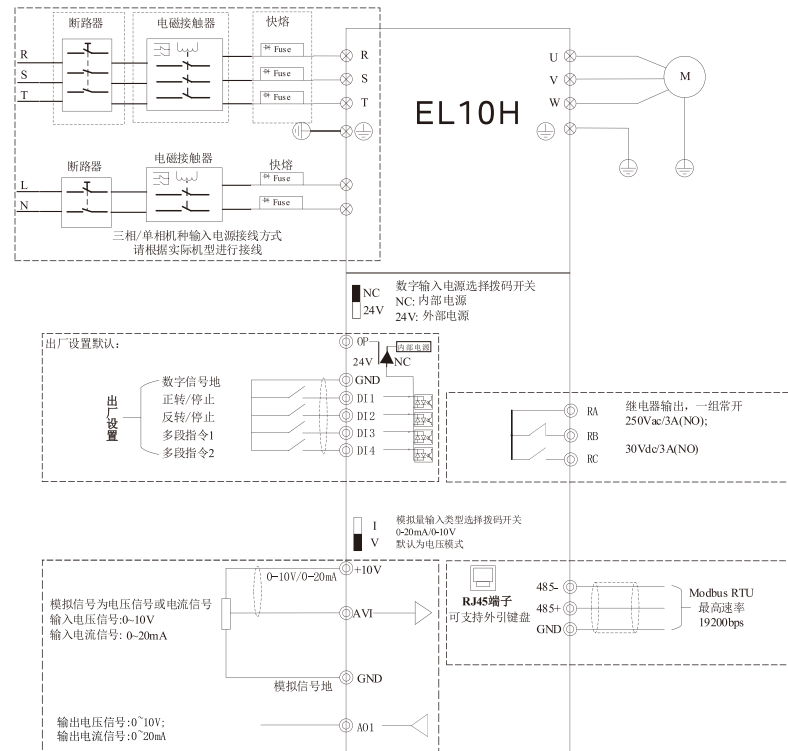 断路器
电磁接触器
快熔
R
S
T
Fuse
Fuse
Fuse
R
S
T
断路器
电磁接触器
快熔
L
N
Fuse
Fuse
三相/单相机种输入电源接线方式
请根据实际机型进行接线
EL10H
U
V
W
M
NC
24V
数字输入电源选择拨码开关
NC: 内部电源
24V: 外部电源
出厂设置默认:
出厂设置
数字信号地
正转/停止
反转/停止
多段指令1
多段指令2
OP
内部电源
24V
NC
GND
DI1
DI2
DI3
DI4
RA
RB
RC
继电器输出, 一组常开
250Vac/3A(NO);
30Vdc/3A(NO)
I
V
模拟量输入类型选择拨码开关
0-20mA/0-10V
默认为电压模式
模拟信号为电压信号或电流信号
输入电压信号:0~10V
输入电流信号: 0~20mA
0-10V/0-20mA
+10V
AVI
GND
模拟信号地
输出电压信号:0~10V;
输出电流信号:0~20mA
AO1
RJ45端子
可支持外引键盘
485-
485+
GND
Modbus RTU
最高速率
19200bps